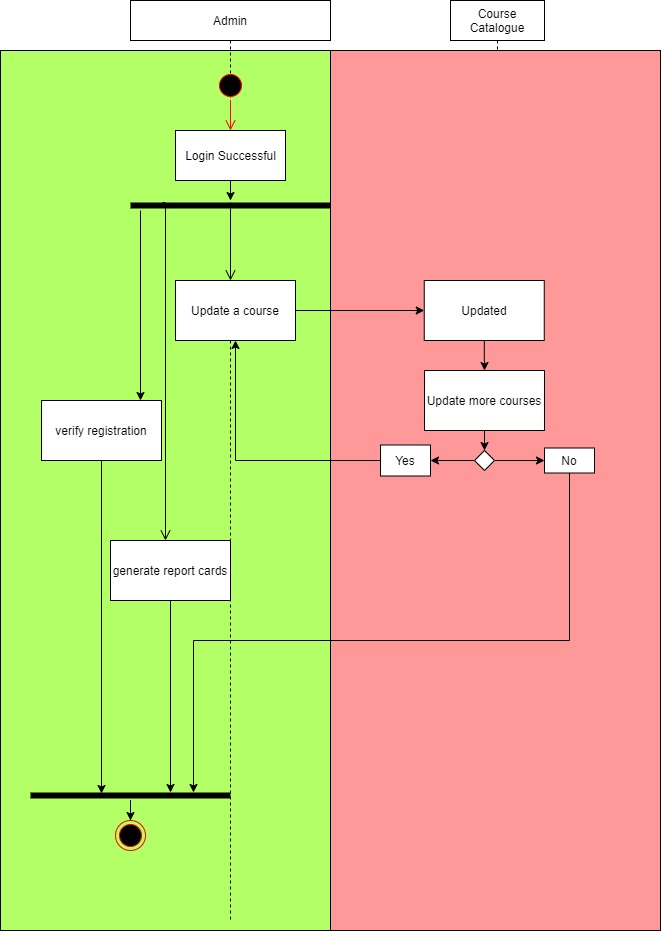 Admin
Course
Catalogue
Login Successful
Update a course
Updated
Update more courses
verify registration
Yes
No
generate report cards